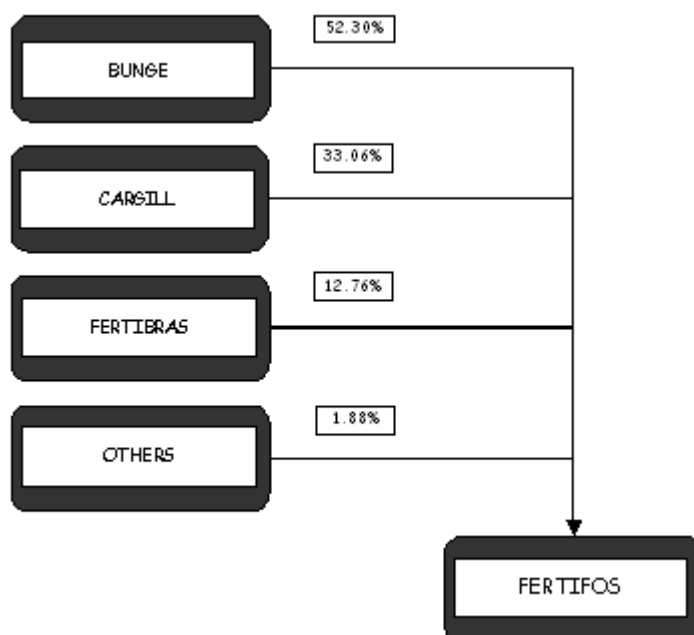 52.30%
BUNGE
33.06%
CARGILL
12.76%
FERTIBRAS
1.88%
OTHERS
FERTIFOS